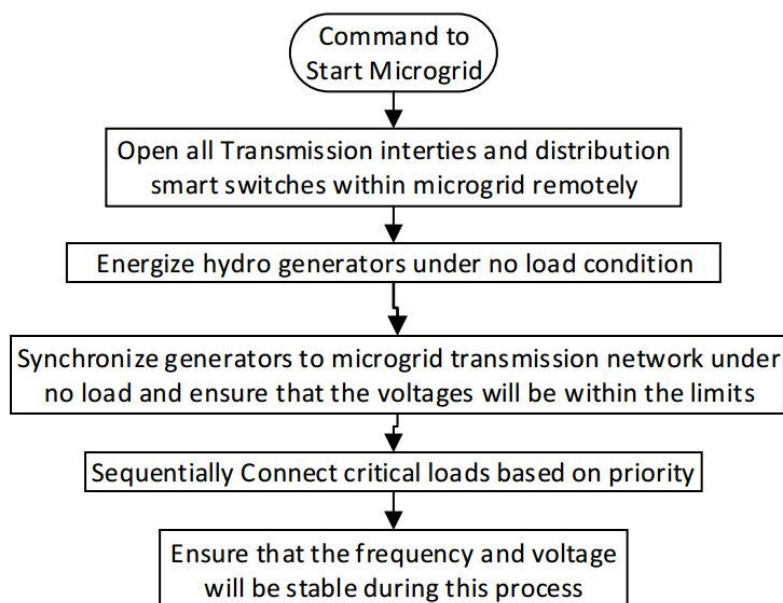 Command to
Start Microgrid
Open all Transmission interties and distribution
smart switches within microgrid remotely
Energize hydro generators under no load condition
Synchronize generators to microgrid transmission network under
no load and ensure that the voltages will be within the limits
Sequentially Connect critical loads based on priority
Ensure that the frequency and voltage
will be stable during this process